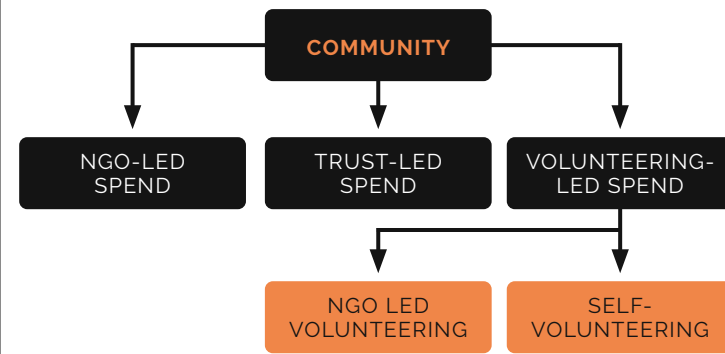 COMMUNITY
NGO-LED
SPEND
TRUST-LED
SPEND
VOLUNTEERING-
LED SPEND
NGO LED
VOLUNTEERING
SELF-
VOLUNTEERING